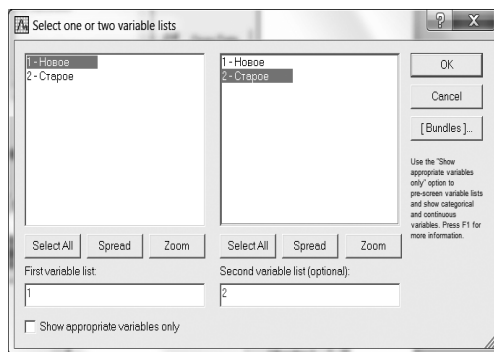 Select one or two variable lists
1 - Новое
2 - Старое
1 - Новое
2 - Старое
OK
Cancel
[ Bundles ]...
Use the "Show
appropriate variables
only" option to
pre-screen variable lists
and show categorical
and continuous
variables. Press F1 for
more information.
Select All Spread Zoom
Select All Spread Zoom
First variable list:
Second variable list (optional):
1
2
Show appropriate variables only